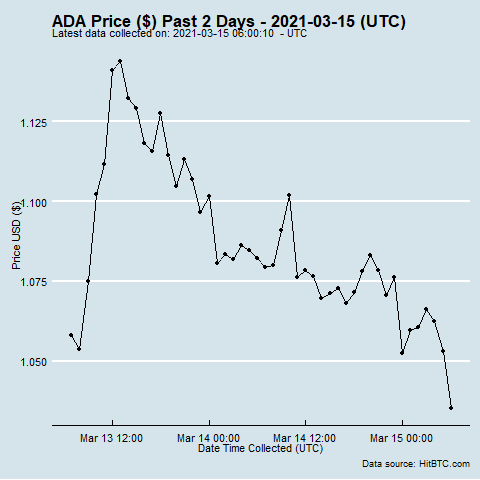 ADA Price ($) Past 2 Days - 2021-03-15 (UTC)
Latest data collected on: 2021-03-15 06:00:10 - UTC
1.125
1.100
1.075
1.050
Price USD ($)
Mar 13 12:00 Mar 14 00:00 Mar 14 12:00 Mar 15 00:00
Date Time Collected (UTC)
Data source: HitBTC.com